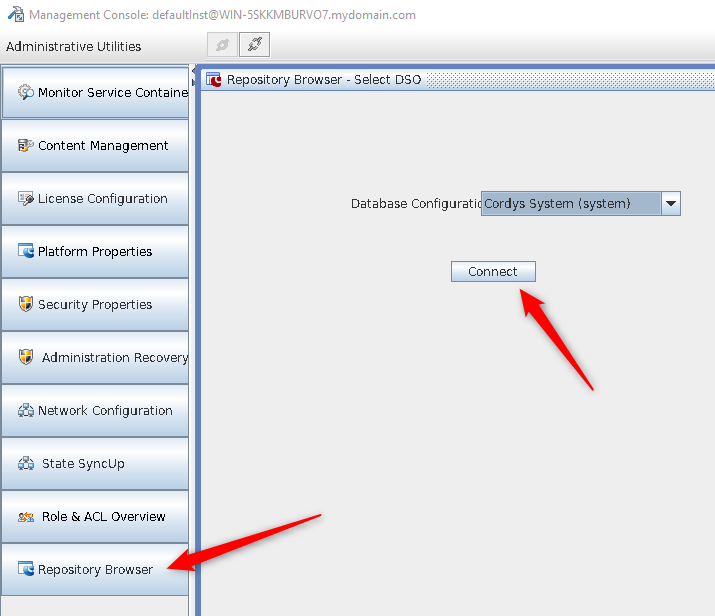 Management Console: defaultInst@WIN-5SKKMBURVO7.mydomain.com
Administrative Utilities
Monitor Service Containe
Content Management
License Configuration
Platform Properties
Security Properties
Administration Recovery
Network Configuration
State SyncUp
Role & ACL Overview
Repository Browser
Repository Browser - Select DSO
Database Configuratio
Cordys System (system)
Connect